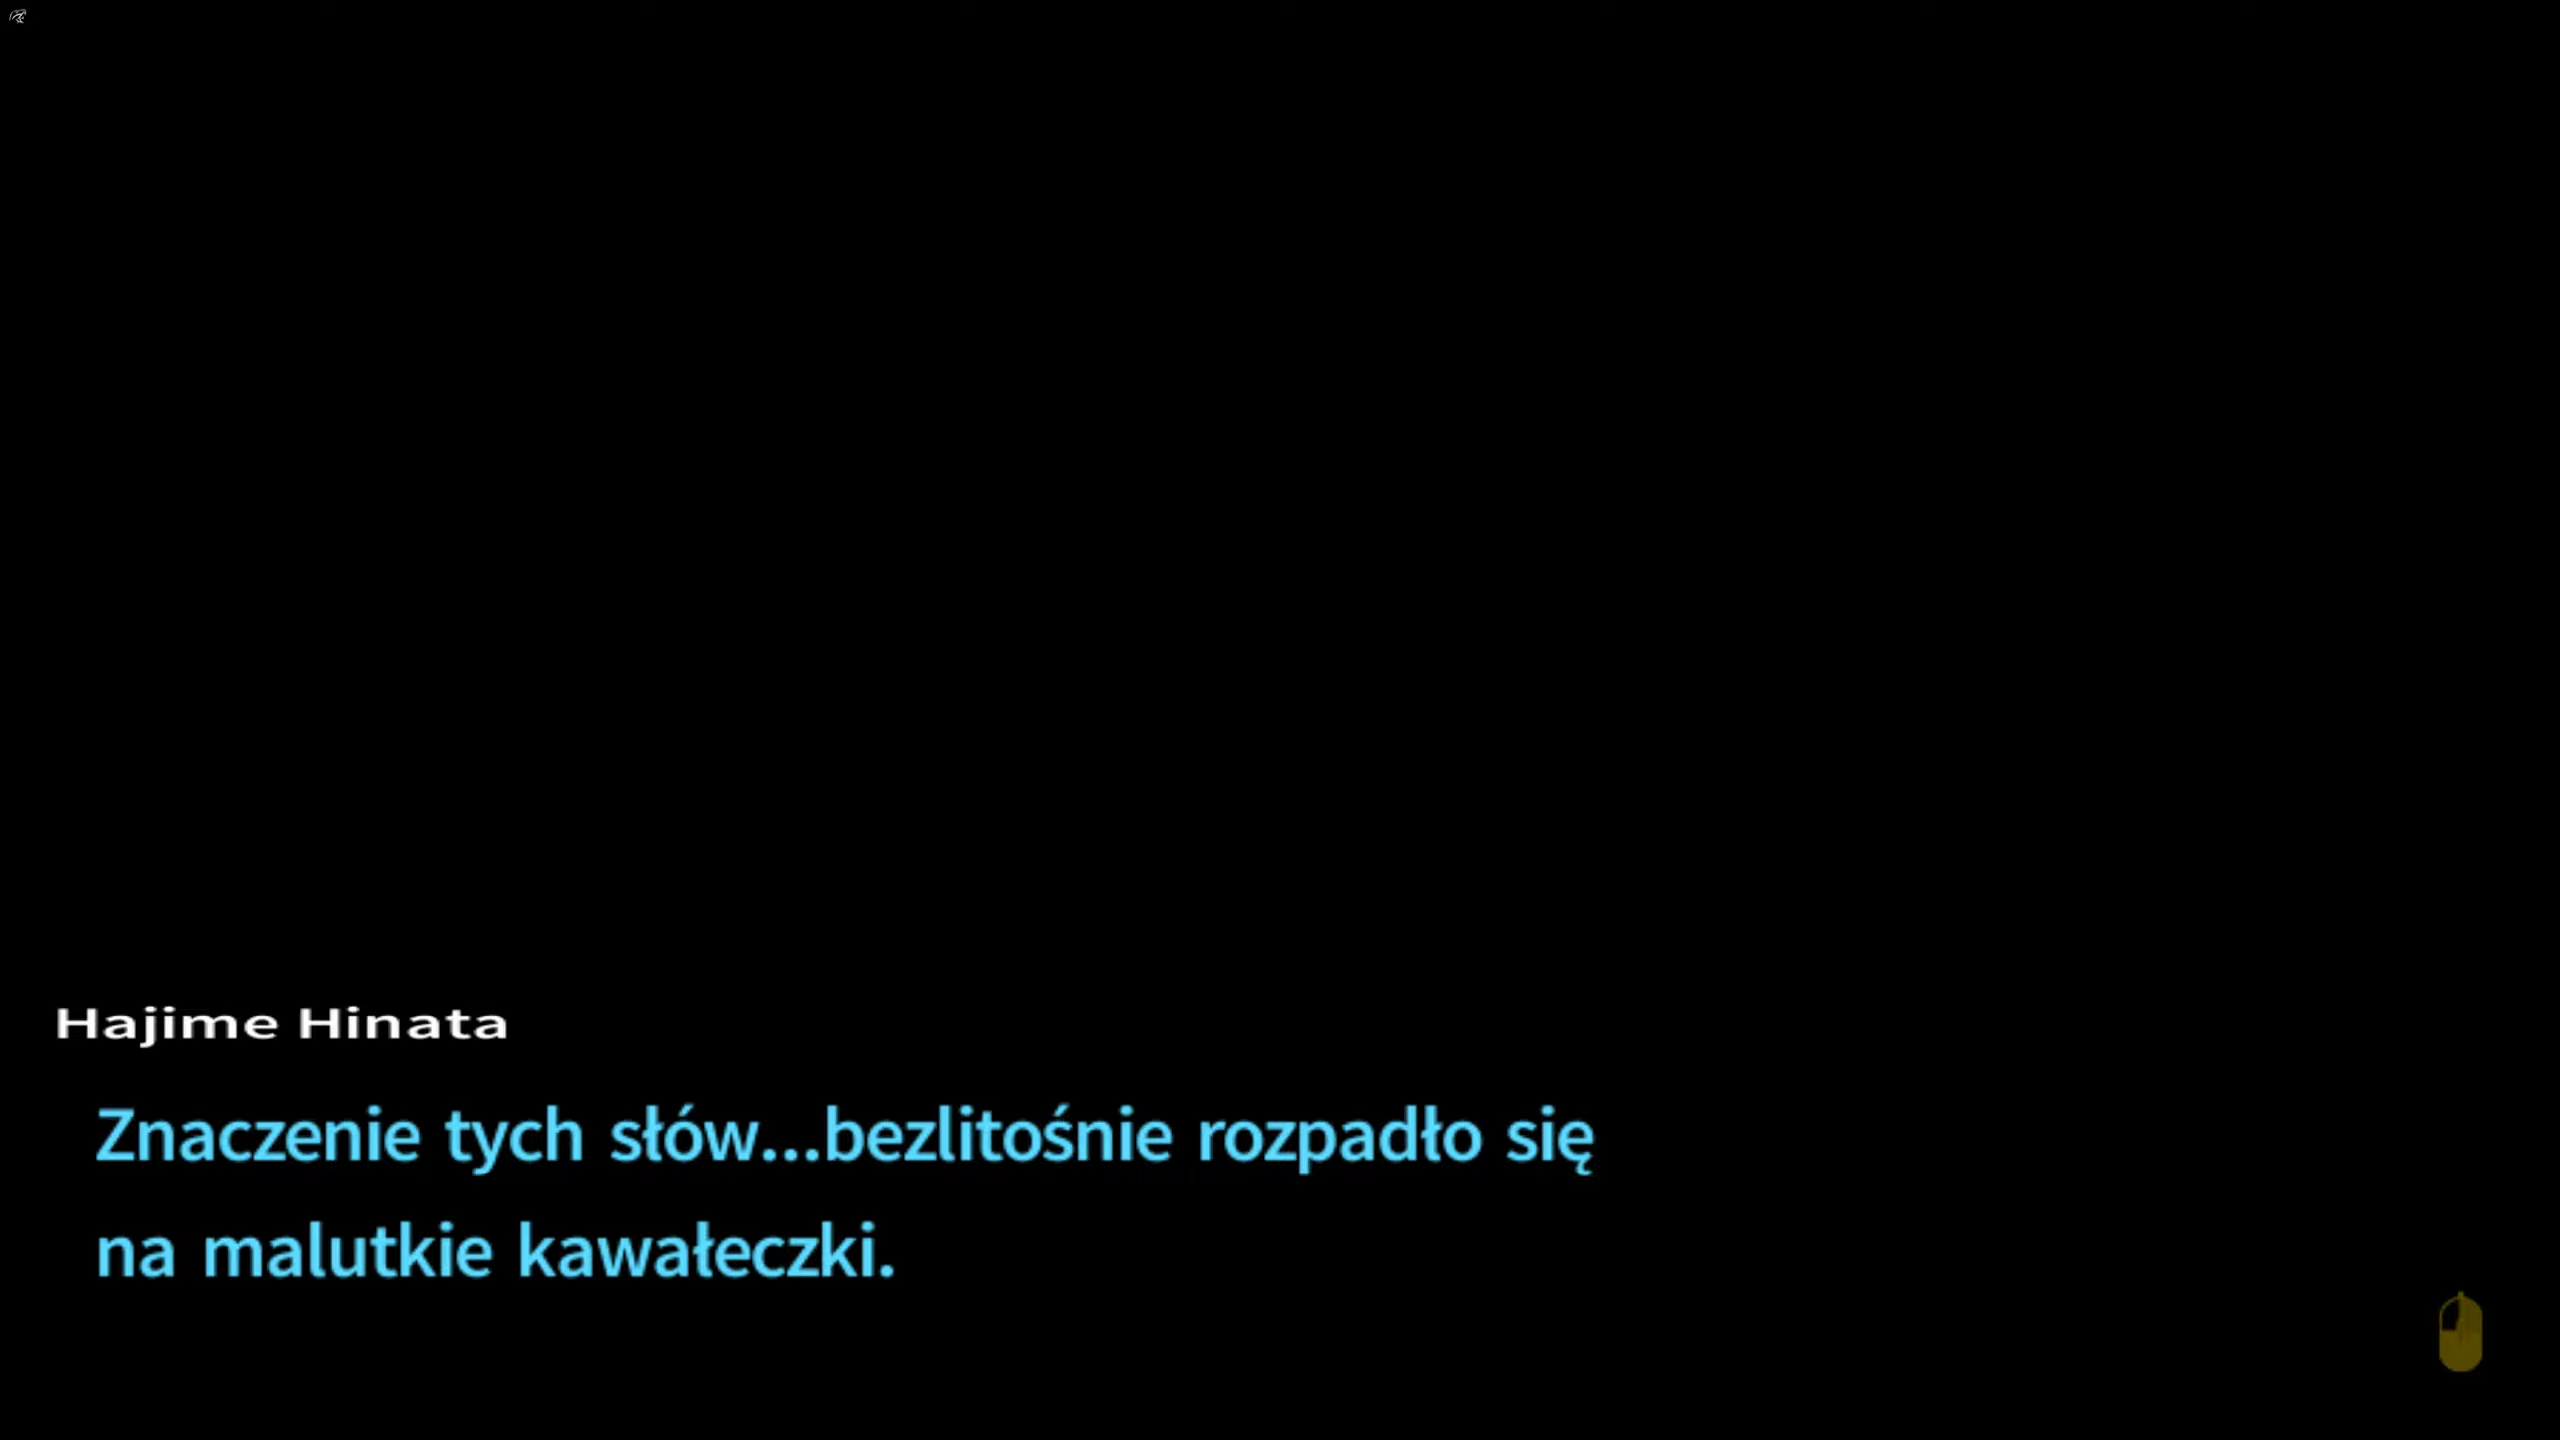 Hajime Hinata
Znaczenie tych słów...bezlitośnie rozpadło się
na malutkie kawałeczki.